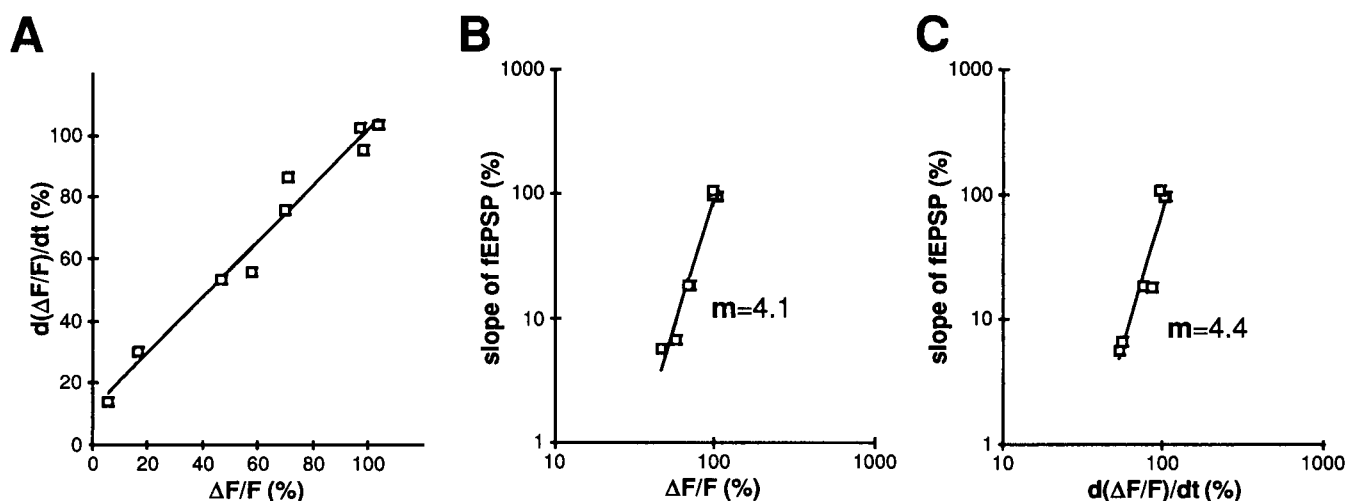 A
d(ΔF/F)/dt (%)
100
80
60
40
20
0
0 20 40 60 80 100
ΔF/F (%)
B
slope of fEPSP (%)
1000
100
10
1
m=4.1
10 100 1000
ΔF/F (%)
C
slope of fEPSP (%)
1000
100
10
1
m=4.4
10 100 1000
d(ΔF/F)/dt (%)